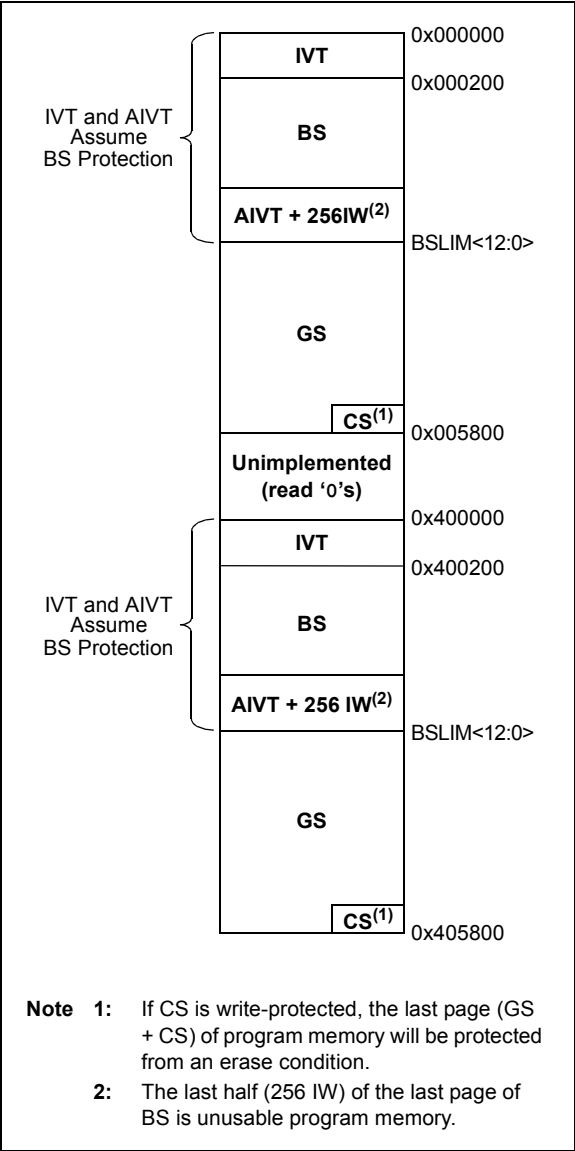 0x000000
IVT
0x000200
IVT and AIVT
Assume
BS Protection
BS
AIVT + 256IW(2)
BSLIM<12:0>
GS
CS(1)
0x005800
Unimplemented
(read ‘0’s)
0x400000
IVT
0x400200
IVT and AIVT
Assume
BS Protection
BS
AIVT + 256 IW(2)
BSLIM<12:0>
GS
CS(1)
0x405800
Note 1: If CS is write-protected, the last page (GS
+ CS) of program memory will be protected
from an erase condition.
2: The last half (256 IW) of the last page of
BS is unusable program memory.